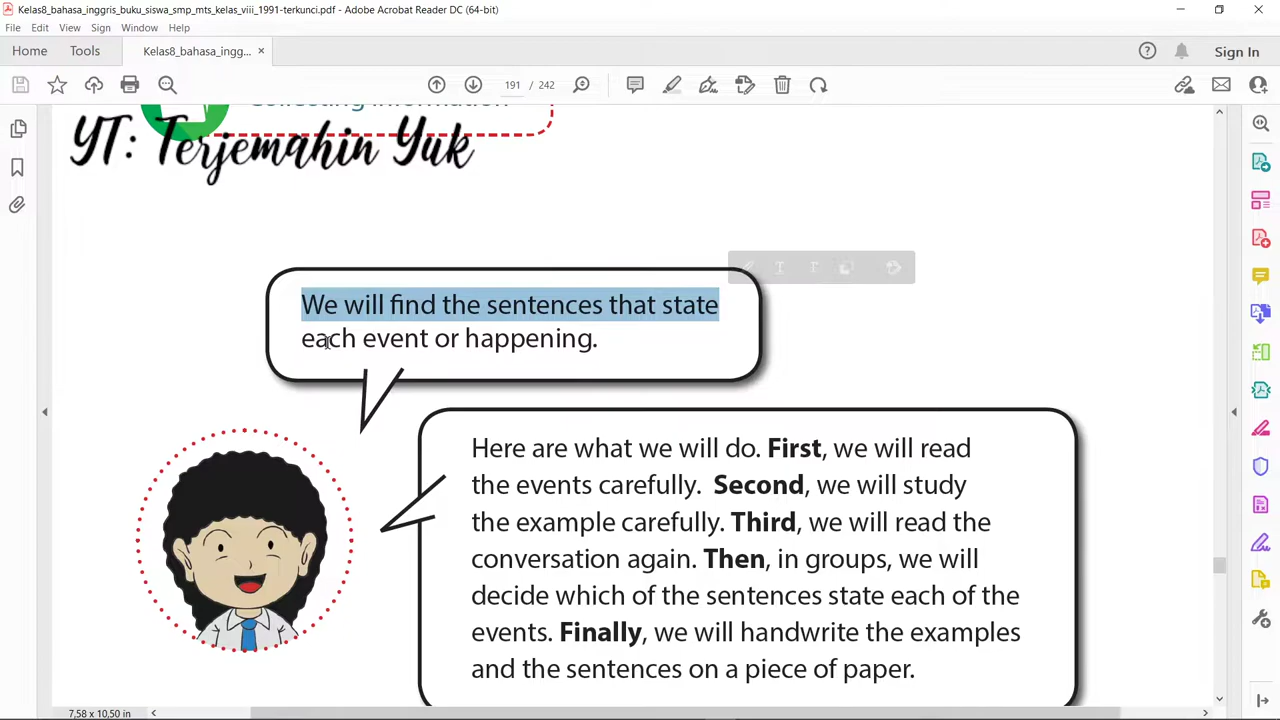 Kelas8_bahasa_inggris_buku_siswa_smp_mts_kelas_viii_1991-terkunci.pdf - Adobe Acrobat Reader DC (64-bit)
File Edit View Sign Window Help
Home Tools Kelas8_bahasa_ingg... × Sign In
191 / 242
Collecting Information
YT: Terjemahin Yuk
We will find the sentences that state
each event or happening.
Here are what we will do. First, we will read
the events carefully. Second, we will study
the example carefully. Third, we will read the
conversation again. Then, in groups, we will
decide which of the sentences state each of the
events. Finally, we will handwrite the examples
and the sentences on a piece of paper.
7,58 x 10,50 in